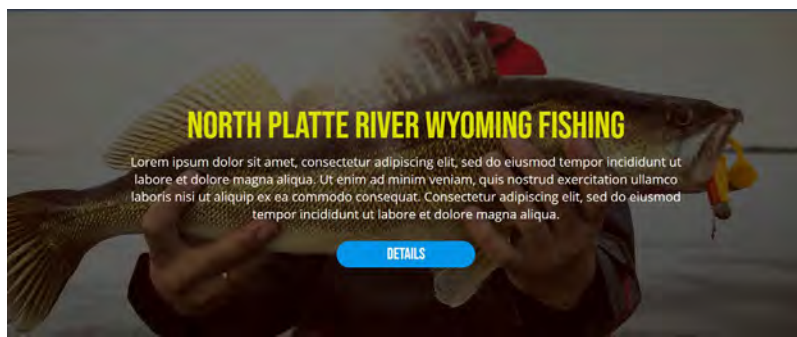 NORTH PLATTE RIVER WYOMING FISHING
Lorem ipsum dolor sit amet, consectetur adipiscing elit, sed do eiusmod tempor incididunt ut
labore et dolore magna aliqua. Ut enim ad minim veniam, quis nostrud exercitation ullamco
laboris nisi ut aliquip ex ea commodo consequat. Consectetur adipiscing elit, sed do eiusmod
tempor incididunt ut labore et dolore magna aliqua.
DETAILS